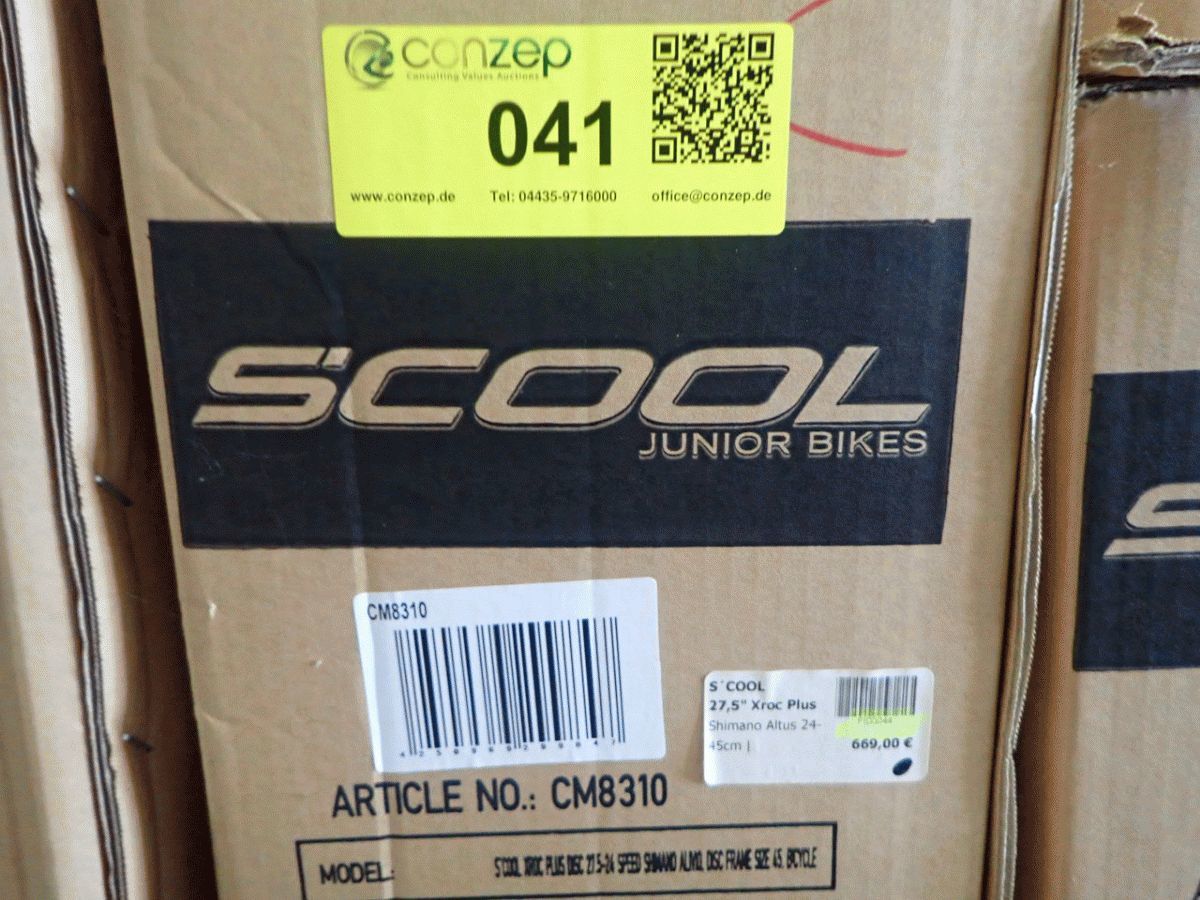 conzep
Consulting Values Auctions
041
www.conzep.de Tel: 04435-9716000 office@conzep.de
S'COOL
JUNIOR BIKES
CM8310
S`COOL
27,5" Xroc Plus
Shimano Altus 24-
45cm |
669,00 €
ARTICLE NO.: CM8310
MODEL: S'COOL XROC PLUS DISC 27.5-24 SPEED SHIMANO ALIVIO, DISC FRAME SIZE 45, BICYCLE